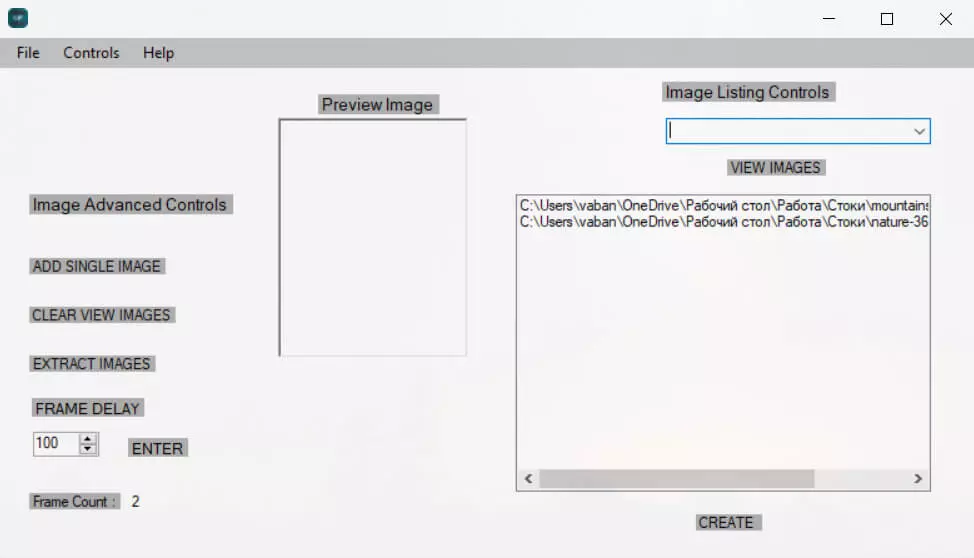 File Controls Help
Preview Image
Image Listing Controls
VIEW IMAGES
Image Advanced Controls
C:\Users\vaban\OneDrive\Рабочий стол\Работа\Стоки\mountains
C:\Users\vaban\OneDrive\Рабочий стол\Работа\Стоки\nature-36
ADD SINGLE IMAGE
CLEAR VIEW IMAGES
EXTRACT IMAGES
FRAME DELAY
100 ENTER
Frame Count : 2
CREATE